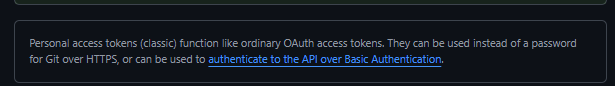 Personal access tokens (classic) function like ordinary OAuth access tokens. They can be used instead of a password
for Git over HTTPS, or can be used to authenticate to the API over Basic Authentication.